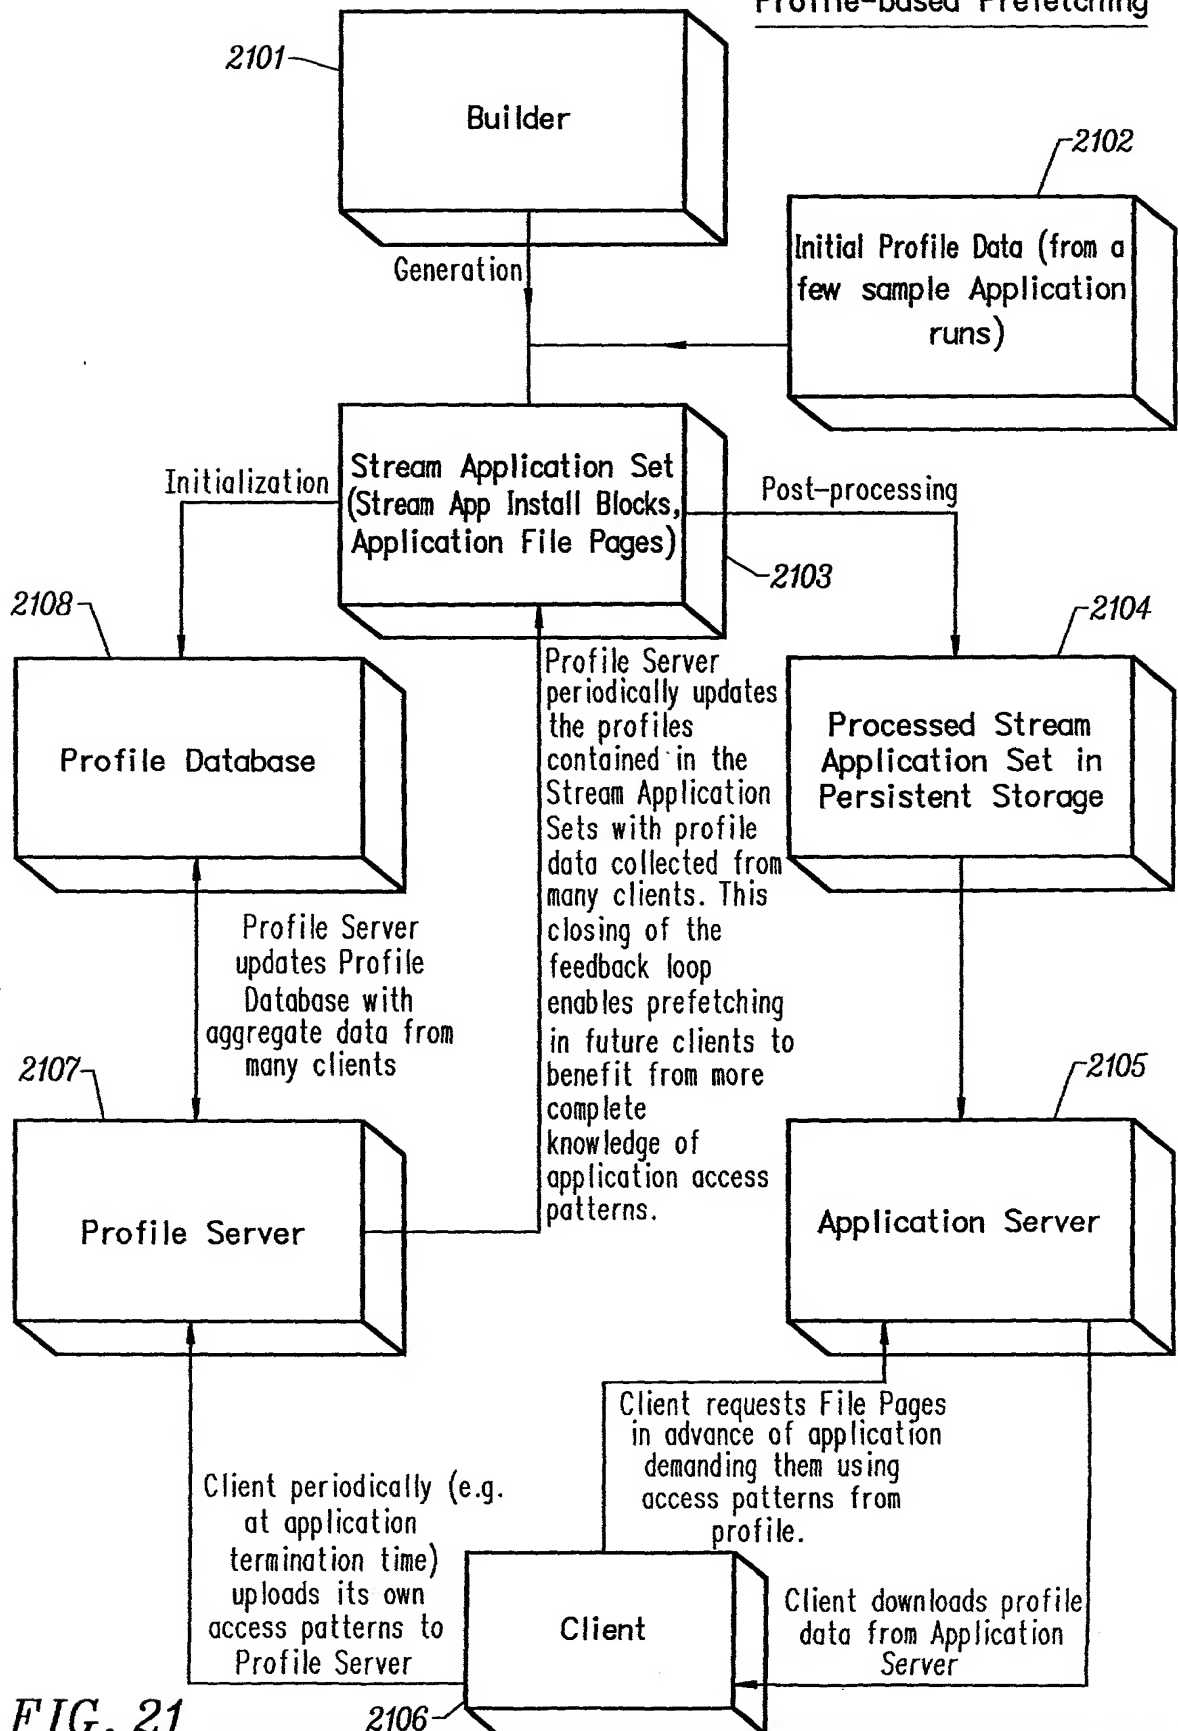 Profile-based Prefetching
2101
Builder
2102
Generation
Initial Profile Data (from a
few sample Application
runs)
Initialization
Stream Application Set
(Stream App Install Blocks,
Application File Pages)
Post-processing
2103
2108
2104
Profile Database
Profile Server
periodically updates
the profiles
contained in the
Stream Application
Sets with profile
data collected from
many clients. This
closing of the
feedback loop
enables prefetching
in future clients to
benefit from more
complete
knowledge of
application access
patterns.
Processed Stream
Application Set in
Persistent Storage
Profile Server
updates Profile
Database with
aggregate data from
many clients
2107
2105
Profile Server
Application Server
Client requests File Pages
in advance of application
demanding them using
access patterns from
profile.
Client periodically (e.g.
at application
termination time)
uploads its own
access patterns to
Profile Server
Client
Client downloads profile
data from Application
Server
FIG. 21
2106